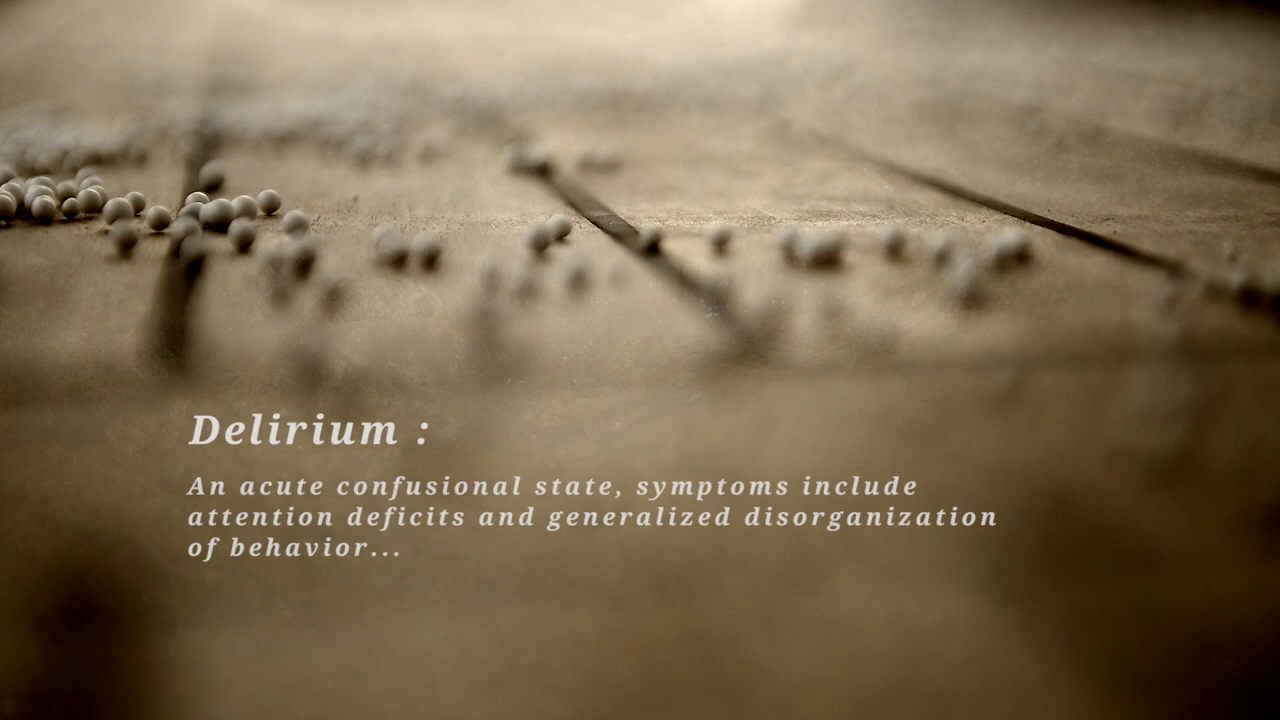 Delirium :
An acute confusional state, symptoms include
attention deficits and generalized disorganization
of behavior...